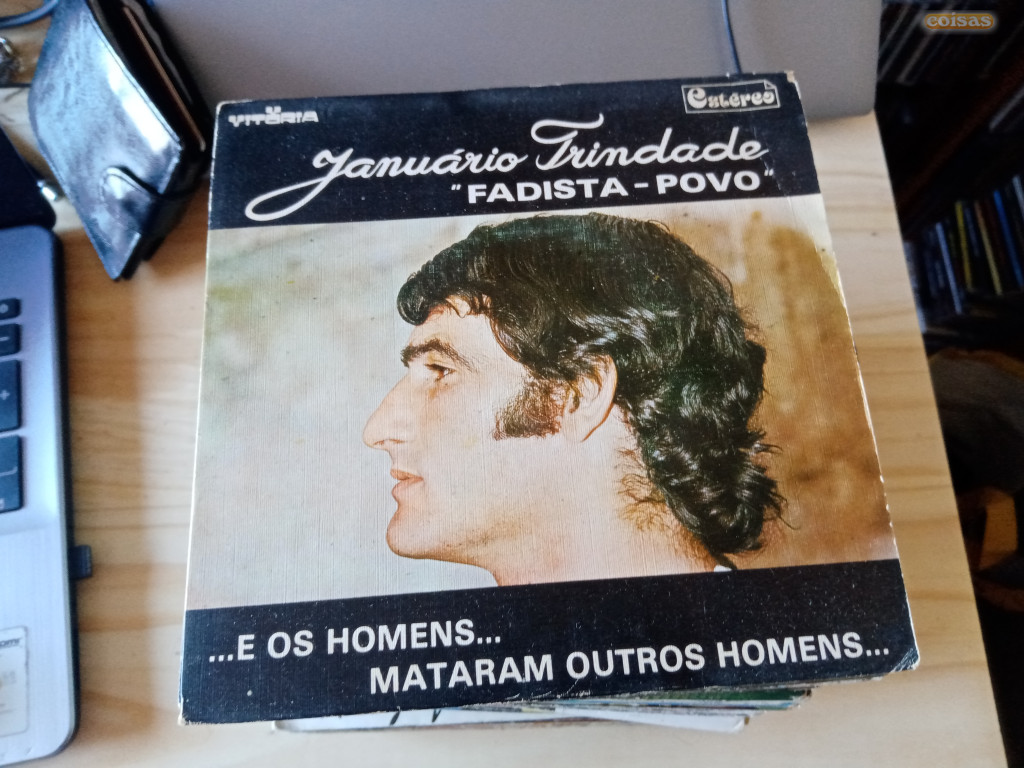 coisas
VITÓRIA
Estéreo
Januário Trindade
"FADISTA - POVO"
...E OS HOMENS...
MATARAM OUTROS HOMENS...